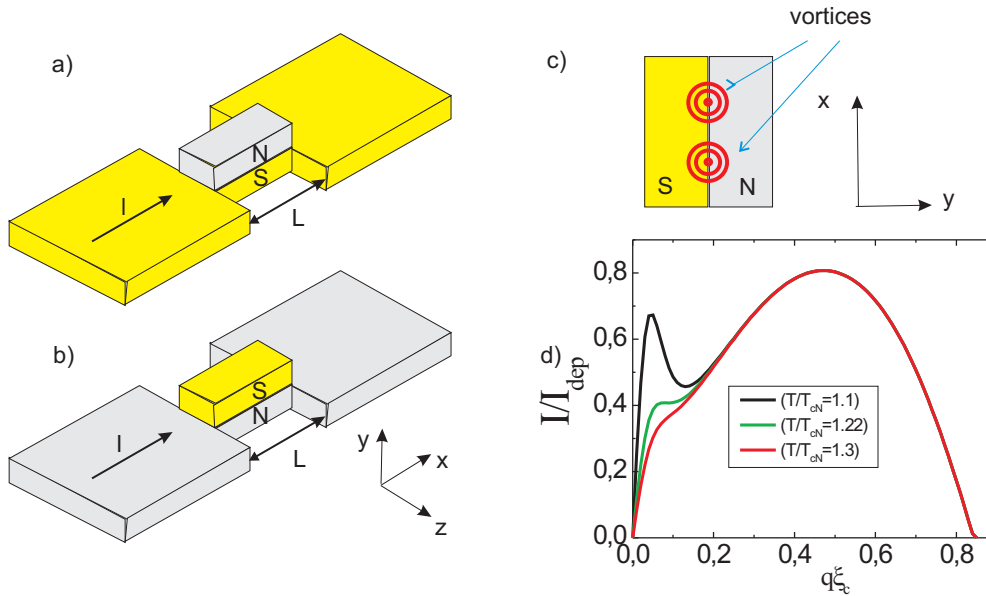 a)
N
S
I
L
b)
S
N
I
L
y
x
z
vortices
c)
x
S
N
y
d)
I/I_dep
0,8
0,6
0,4
0,2
0,0
(T/T_cN=1.1)
(T/T_cN=1.22)
(T/T_cN=1.3)
0,0 0,2 0,4 0,6 0,8
qξ_c